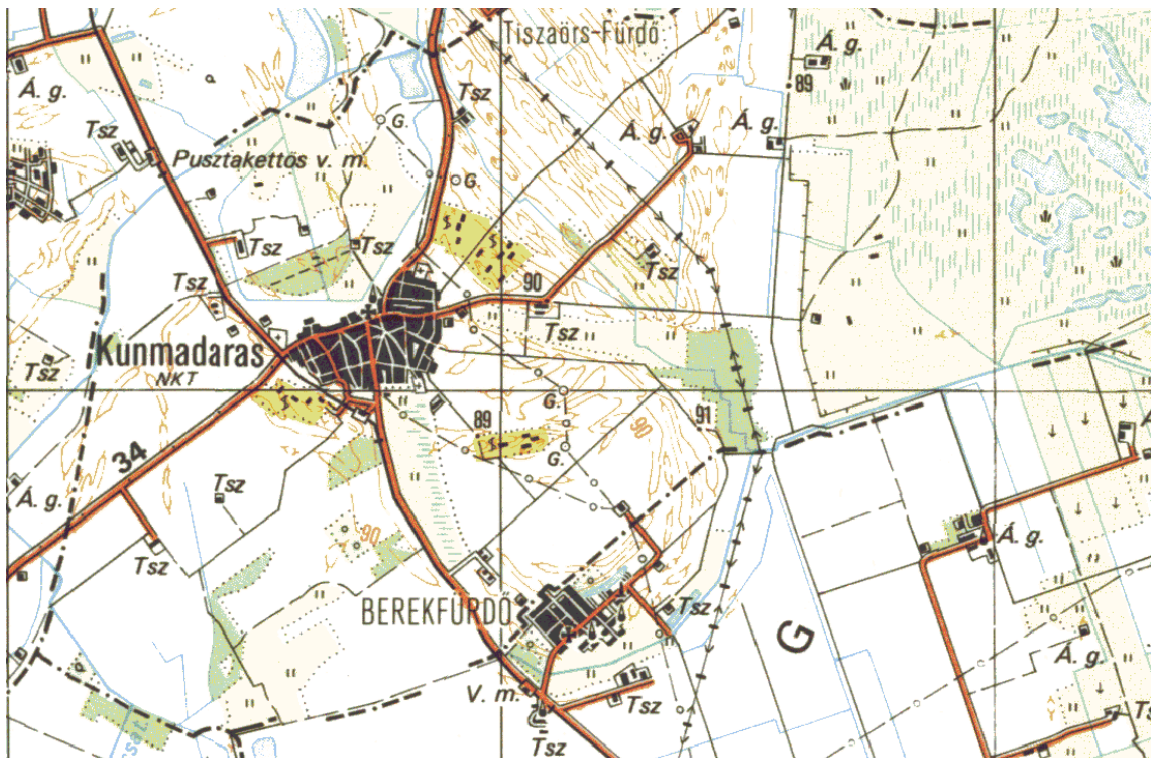 Tiszaörs-Fürdő
Á. g.
89
Á. g.
Tsz
G.
Á. g.
Á. g.
Tsz
Pusztakettős v. m.
G.
Tsz
Tsz
Tsz
Tsz
90
Tsz
Kunmadaras
NKT
Tsz
G.
89
90
91
34
G.
Tsz
Á. g.
90
Tsz
Á. g.
BEREKFÜRDŐ
Tsz
G
Á. g.
V. m.
Tsz
Tsz